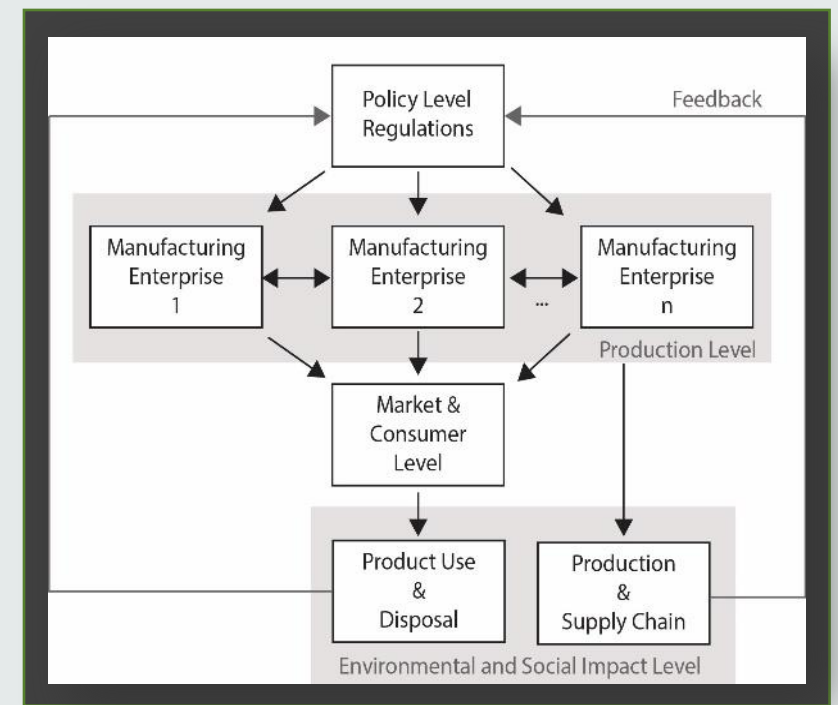 Policy Level
Regulations
Feedback
Manufacturing
Enterprise
1
Manufacturing
Enterprise
2
...
Manufacturing
Enterprise
n
Production Level
Market &
Consumer
Level
Product Use
&
Disposal
Production
&
Supply Chain
Environmental and Social Impact Level